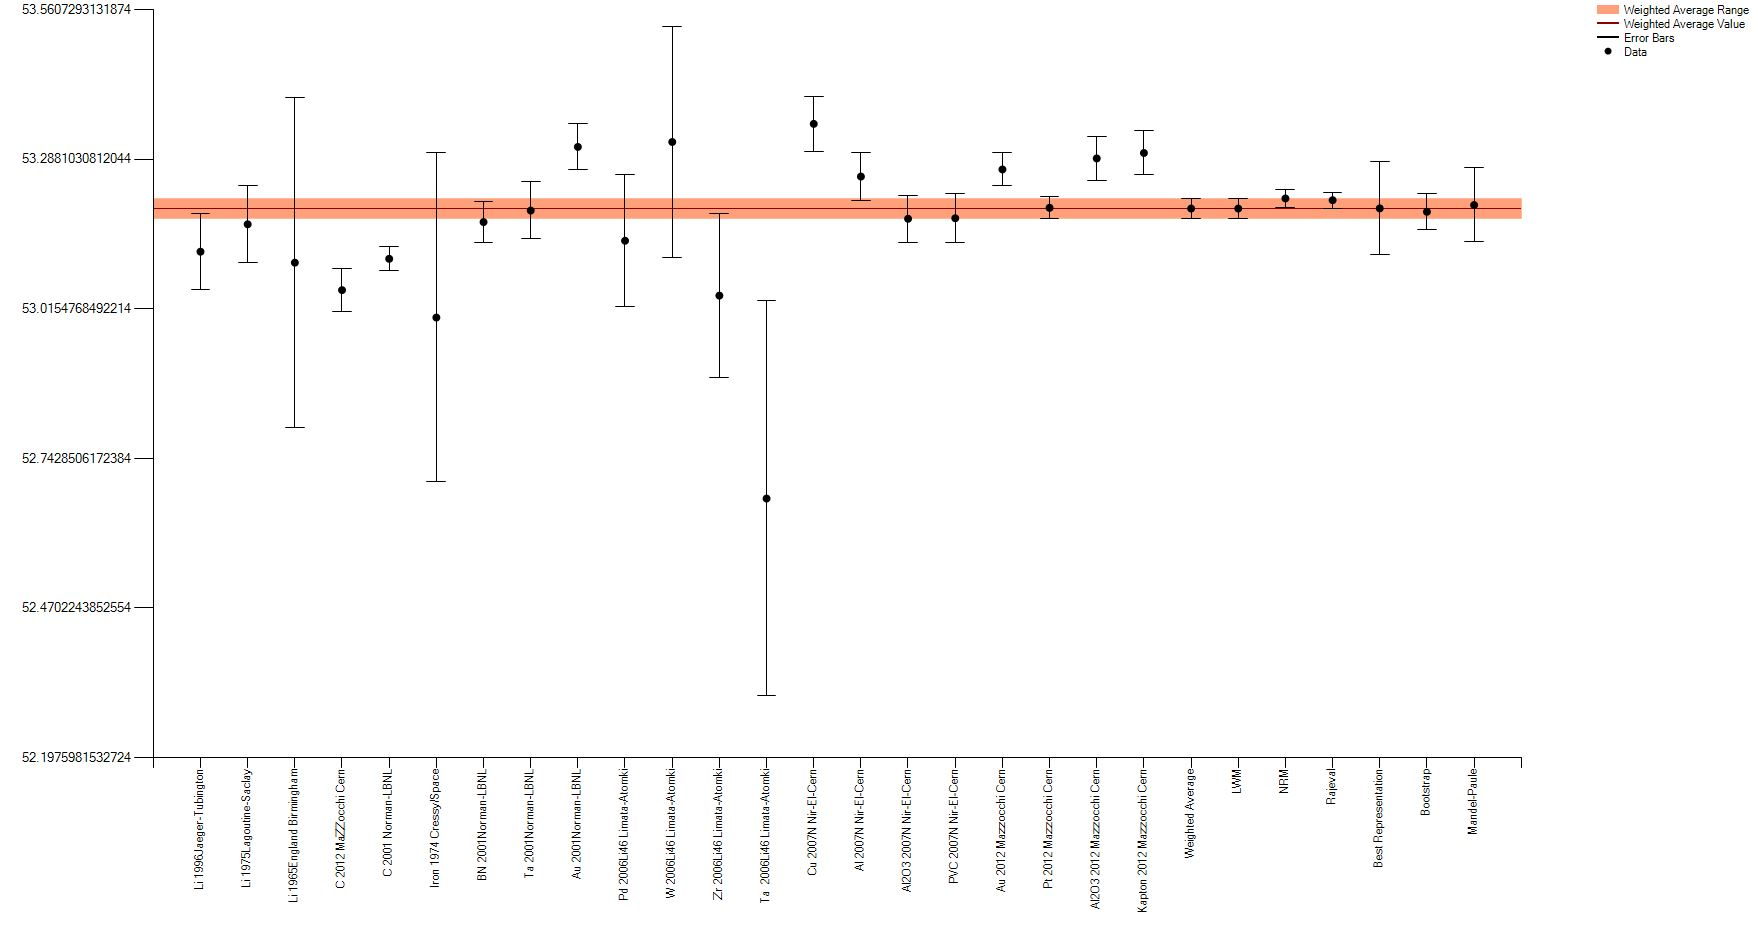 53.5607293131874
53.2881030812044
53.0154768492214
52.7428506172384
52.4702243852554
52.1975981532724
Weighted Average Range
Weighted Average Value
Error Bars
Data
Li 1996Jaeger-Tubington
Li 1975Lagoutine-Saclay
Li 1965England Birmingham
C 2012 MaZZocchi Cern
C 2001 Norman-LBNL
Iron 1974 Cressy/Space
BN 2001Norman-LBNL
Ta 2001Norman-LBNL
Au 2001Norman-LBNL
Pd 2006Li46 Limata-Atomki
W 2006Li46 Limata-Atomki
Zr 2006Li46 Limata-Atomki
Ta 2006Li46 Limata-Atomki
Cu 2007N Nir-El-Cern
Al 2007N Nir-El-Cern
Al2O3 2007N Nir-El-Cern
PVC 2007N Nir-El-Cern
Au 2012 Mazzocchi Cern
Pt 2012 Mazzocchi Cern
Al2O3 2012 Mazzocchi Cern
Kapton 2012 Mazzocchi Cern
Weighted Average
LWM
NRM
Rajeval
Best Representation
Bootstrap
Mandel-Paule